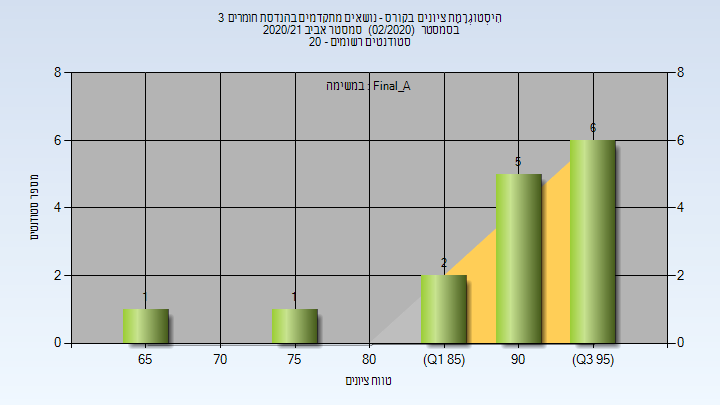 היסטוגרמת ציונים בקורס - נושאים מתקדמים בהנדסת חומרים 3
בסמסטר (02/2020) סמסטר אביב 2020/21
סטודנטים רשומים - 20
במשימה : Final_A
8 8
6 6
4 4
2 2
0 0
1 1 2 5 6
מספר סטודנטים
65 70 75 80 (Q1 85) 90 (Q3 95)
טווח ציונים